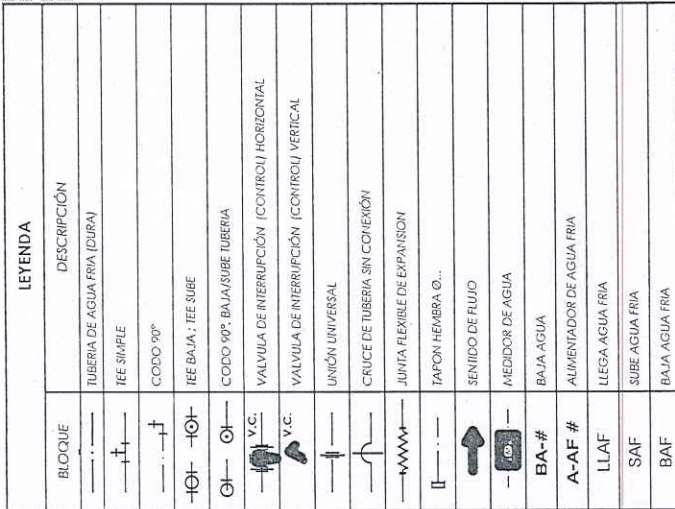 LEYENDA
BLOQUE DESCRIPCIÓN
TUBERIA DE AGUA FRIA (DURA)
TEE SIMPLE
CODO 90°
TEE BAJA ; TEE SUBE
CODO 90°, BAJA/SUBE TUBERIA
V.C. VALVULA DE INTERRUPCIÓN (CONTROL) HORIZONTAL
V.C. VALVULA DE INTERRUPCIÓN (CONTROL) VERTICAL
UNIÓN UNIVERSAL
CRUCE DE TUBERIA SIN CONEXIÓN
JUNTA FLEXIBLE DE EXPANSION
TAPON HEMBRA Ø...
SENTIDO DE FLUJO
MEDIDOR DE AGUA
BA-# BAJA AGUA
A-AF # ALIMENTADOR DE AGUA FRIA
LLAF LLEGA AGUA FRIA
SAF SUBE AGUA FRIA
BAF BAJA AGUA FRIA